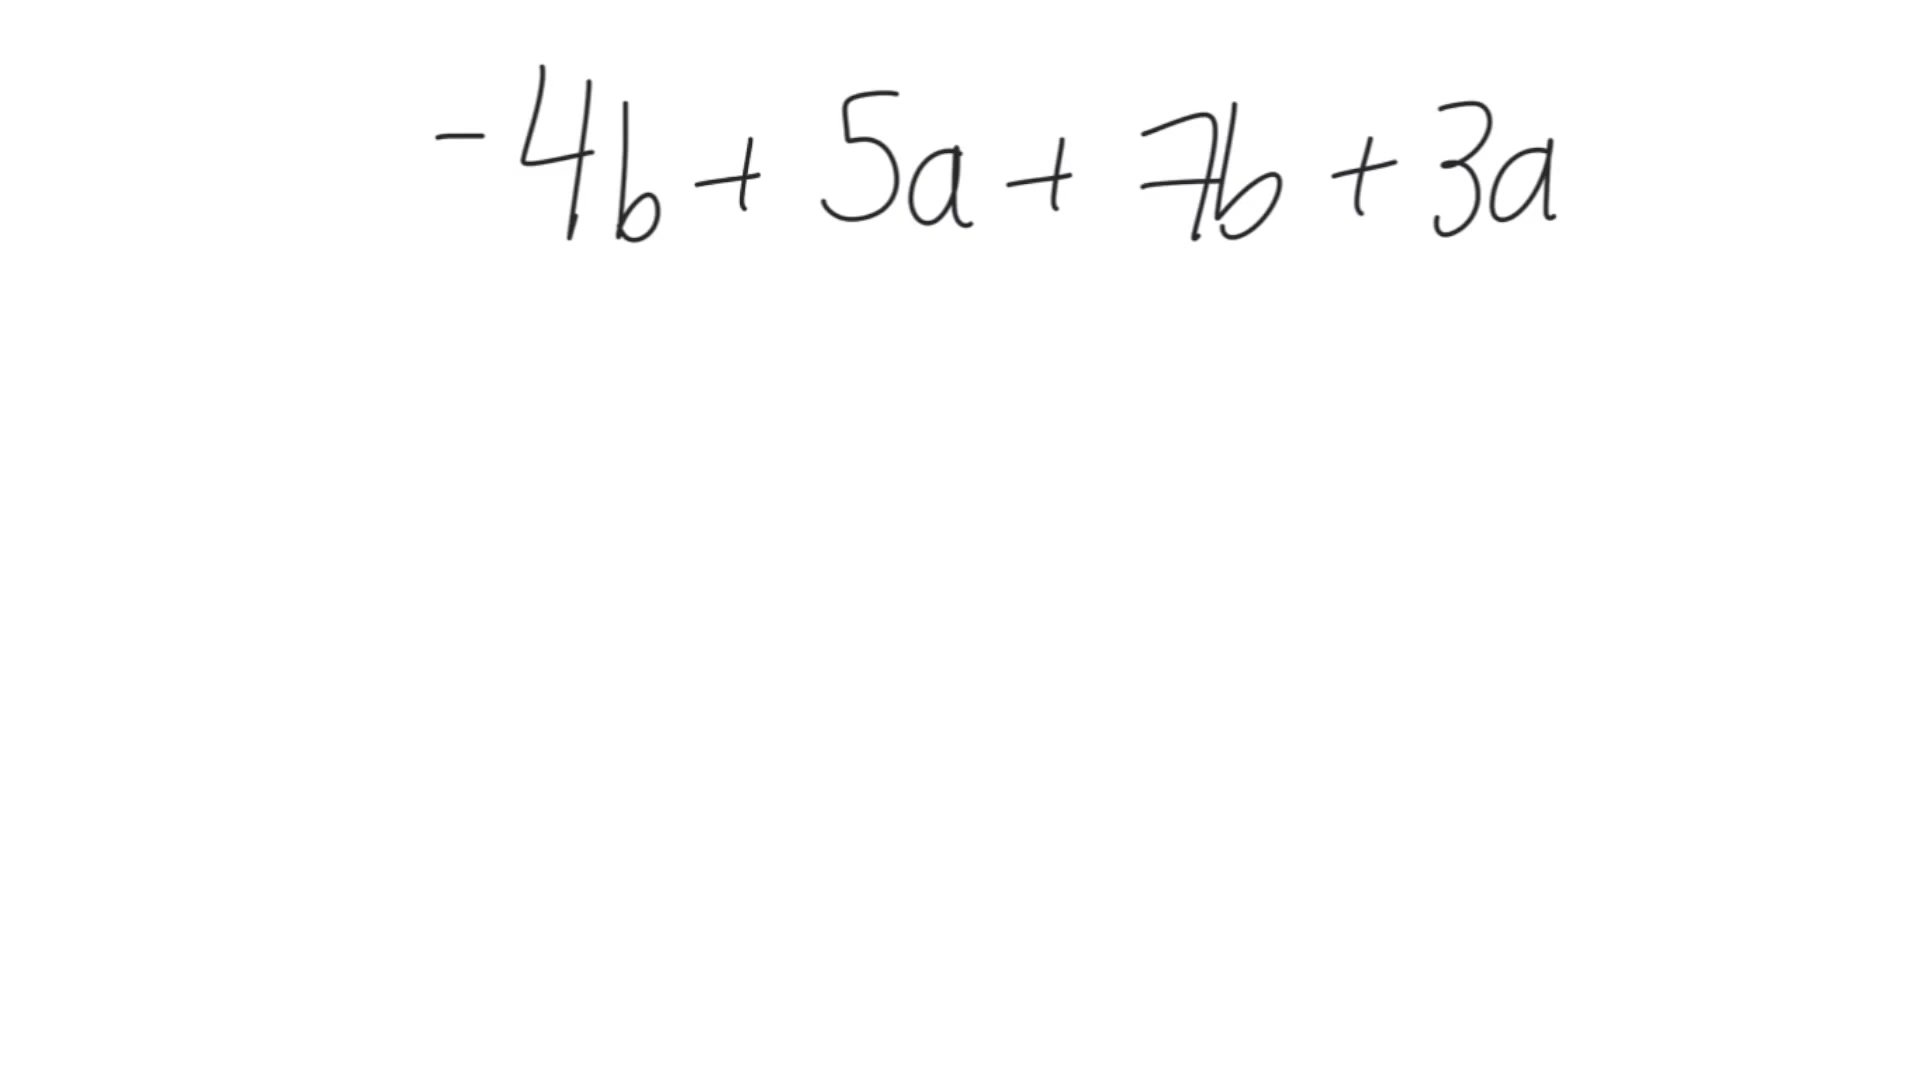 -4b + 5a + 7b + 3a